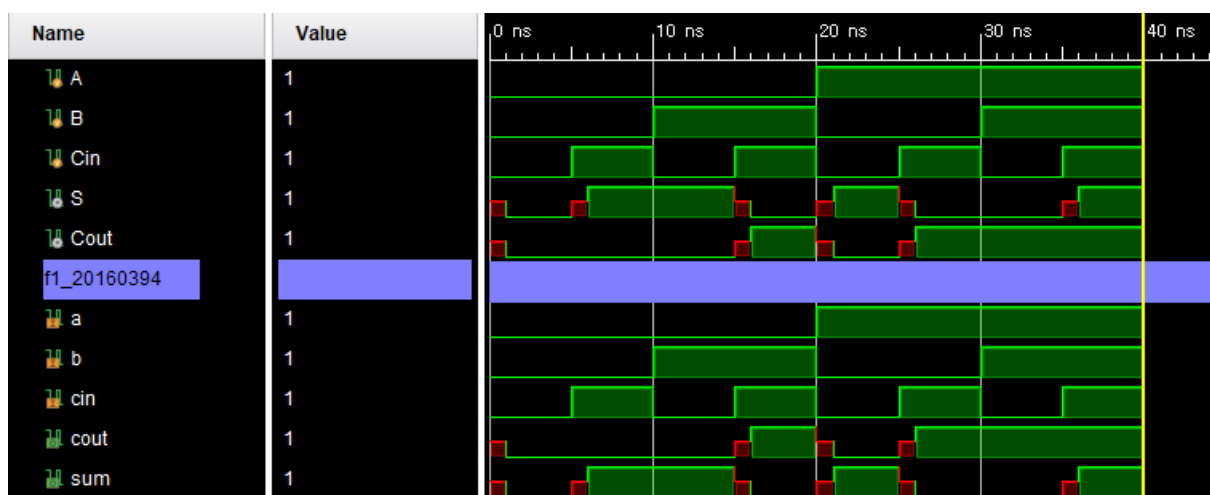 Name Value 0 ns 10 ns 20 ns 30 ns 40 ns
A 1
B 1
Cin 1
S 1
Cout 1
f1_20160394
a 1
b 1
cin 1
cout 1
sum 1